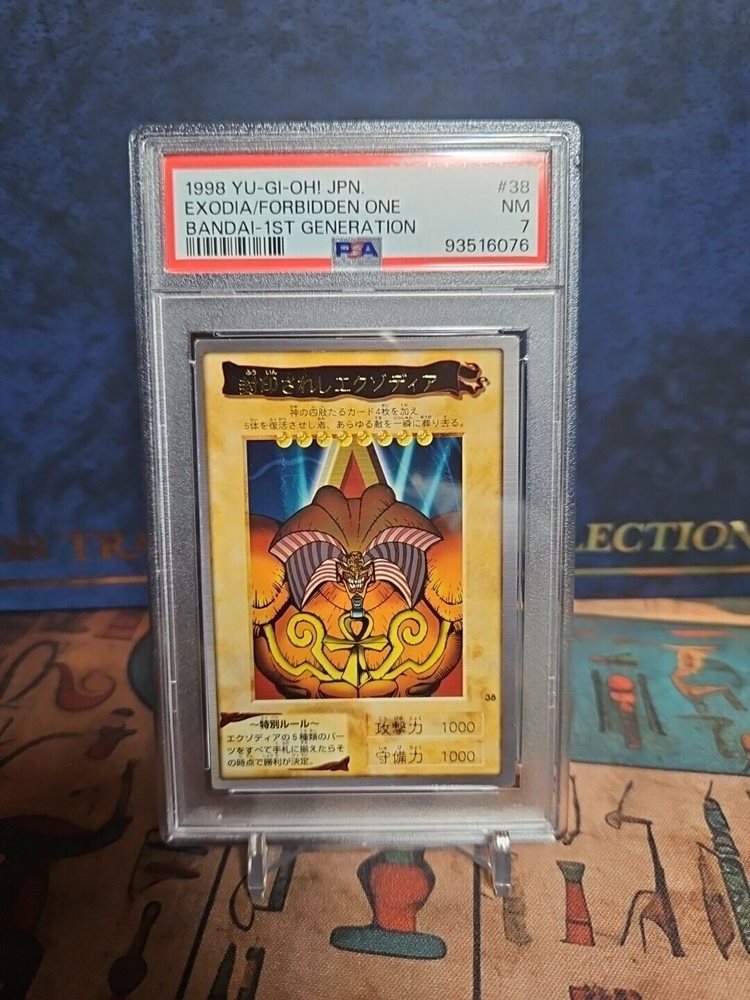 1998 YU-GI-OH! JPN. #38
EXODIA/FORBIDDEN ONE NM
BANDAI-1ST GENERATION 7
PSA 93516076
封印されしエクゾディア
神の四肢たるカード4枚を加え
5体を復活させし者、あらゆる敵を一瞬に葬り去る。
38
～特別ルール～
エクゾディアの5種類のパー
ツをすべて手札に揃えたらそ
の時点で勝利が決定。
攻撃力 1000
守備力 1000
LECTION